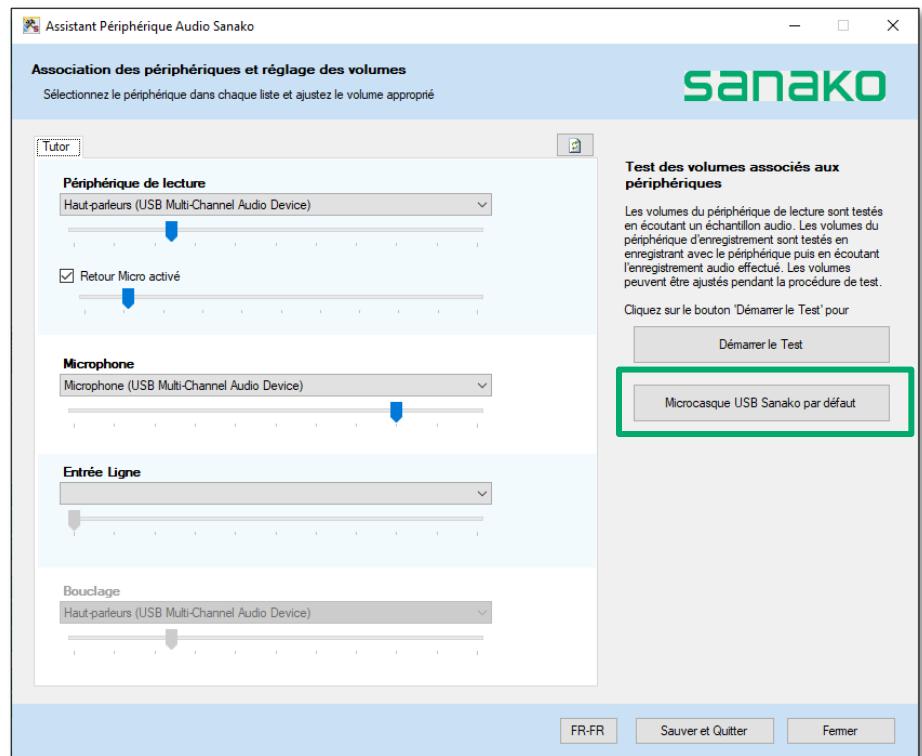 Assistant Périphérique Audio Sanako
Association des périphériques et réglage des volumes
Sélectionnez le périphérique dans chaque liste et ajustez le volume approprié
sanako
Tutor
Périphérique de lecture
Haut-parleurs (USB Multi-Channel Audio Device)
Retour Micro activé
Microphone
Microphone (USB Multi-Channel Audio Device)
Entrée Ligne
Bouclage
Haut-parleurs (USB Multi-Channel Audio Device)
Test des volumes associés aux
périphériques
Les volumes du périphérique de lecture sont testés
en écoutant un échantillon audio. Les volumes du
périphérique d'enregistrement sont testés en
enregistrant avec le périphérique puis en écoutant
l'enregistrement audio effectué. Les volumes
peuvent être ajustés pendant la procédure de test.
Cliquez sur le bouton 'Démarrer le Test' pour
Démarrer le Test
Microcasque USB Sanako par défaut
FR-FR
Sauver et Quitter
Fermer